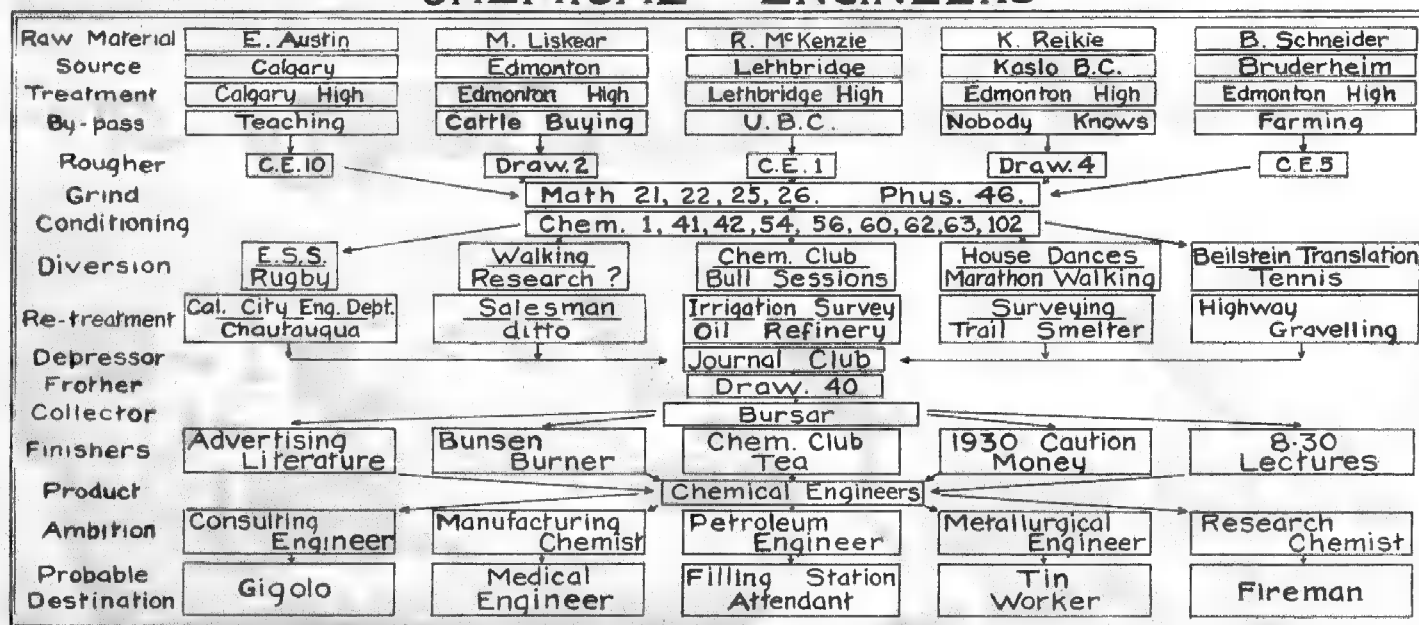 CHEMICAL ENGINEERS
Raw Material E. Austin M. Liskear R. McKenzie K. Reikie B. Schneider
Source Calgary Edmonton Lethbridge Kaslo B.C. Bruderheim
Treatment Calgary High Edmonton High Lethbridge High Edmonton High Edmonton High
By-pass Teaching Cattle Buying U.B.C. Nobody Knows Farming
Rougher C.E.10 Draw.2 C.E.1 Draw.4 C.E.5
Grind Math 21, 22, 25, 26. Phys. 46.
Conditioning Chem. 1, 41, 42, 54, 56, 60, 62, 63, 102
Diversion E.S.S. Walking Chem. Club House Dances Beilstein Translation
Rugby Research ? Bull Sessions Marathon Walking Tennis
Re-treatment Cal. City Eng. Dept. Salesman Irrigation Survey Surveying Highway
Chautauqua ditto Oil Refinery Trail Smelter Gravelling
Depressor Journal Club
Frother Draw. 40
Collector Bursar
Finishers Advertising Bunsen Chem. Club 1930 Caution 8·30
Literature Burner Tea Money Lectures
Product Chemical Engineers
Ambition Consulting Manufacturing Petroleum Metallurgical Research
Engineer Chemist Engineer Engineer Chemist
Probable Gigolo Medical Filling Station Tin Fireman
Destination Engineer Attendant Worker